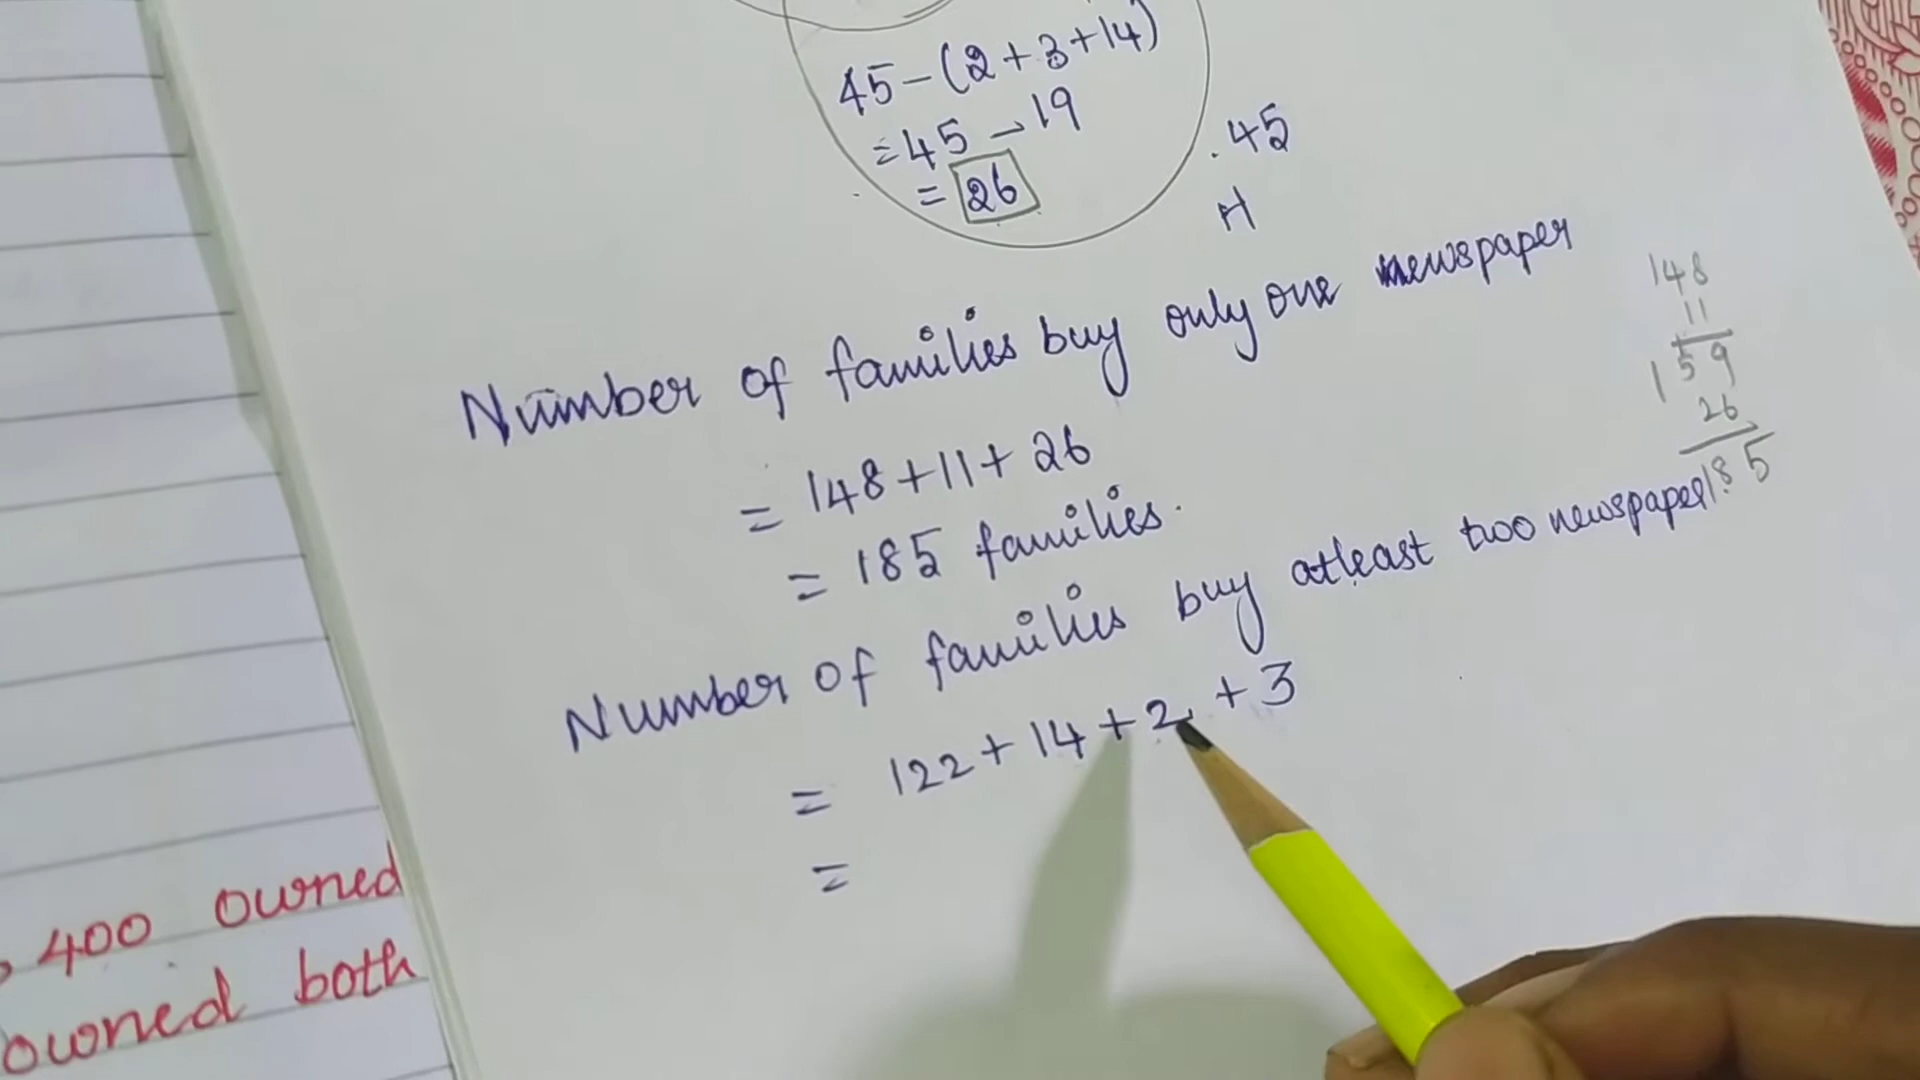 45-(2+3+14)
=45-19
=26
.45
H
Number of families buy only one newspaper
=148+11+26
=185 families.
148
11
159
26
185
Number of families buy atleast two newspaper
= 122+14+2+3
=
400 owned
owned both